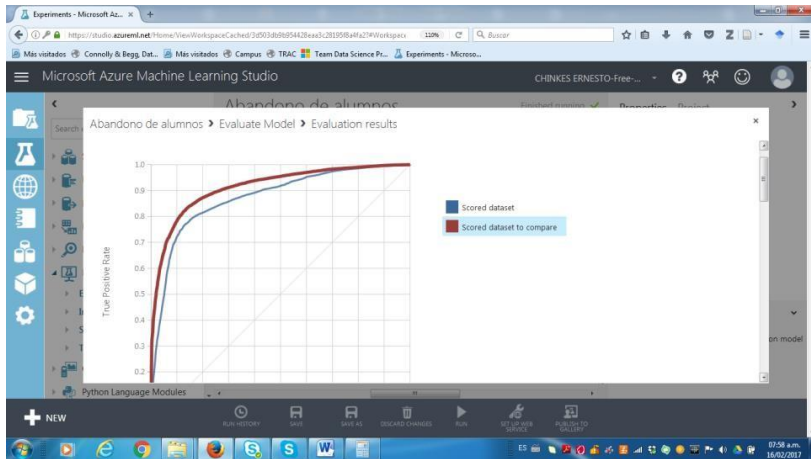 Experiments - Microsoft Az...
https://studio.azureml.net/Home/ViewWorkspaceCached/3d503db9b954428eaa3c28195f8a4fa2?#Workspace
110%
Buscar
Más visitados Connolly & Begg, Dat... Más visitados Campus TRAC Team Data Science Pr... Experiments - Microso...
Microsoft Azure Machine Learning Studio
CHINKES ERNESTO-Free-...
Abandono de alumnos
Finished running
Properties Project
Search
Abandono de alumnos > Evaluate Model > Evaluation results
×
1.0
0.9
0.8
0.7
0.6
0.5
0.4
0.3
0.2
True Positive Rate
Scored dataset
Scored dataset to compare
on model
Python Language Modules
NEW
RUN HISTORY
SAVE
SAVE AS
DISCARD CHANGES
RUN
SET UP WEB SERVICE
PUBLISH TO GALLERY
ES
07:58 a.m.
16/02/2017